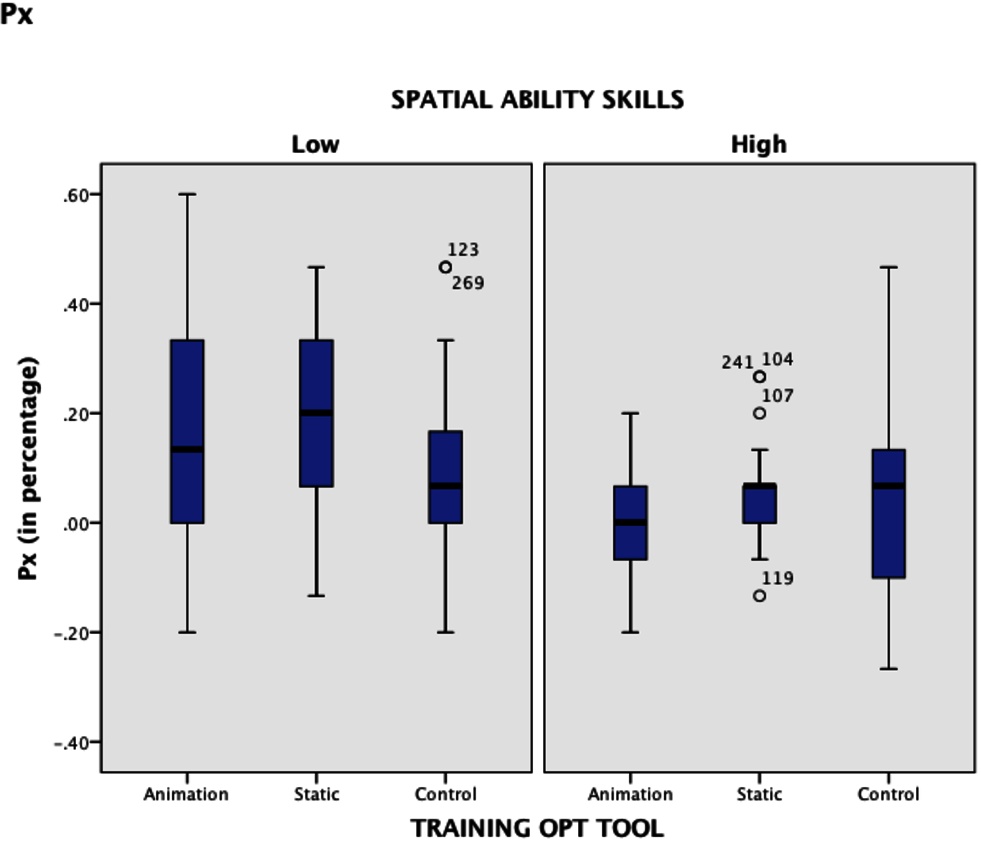 Px
SPATIAL ABILITY SKILLS
Low High
.60
.40
.20
.00
-.20
-.40
Px (in percentage)
123
269
241 104
107
119
Animation Static Control Animation Static Control
TRAINING OPT TOOL